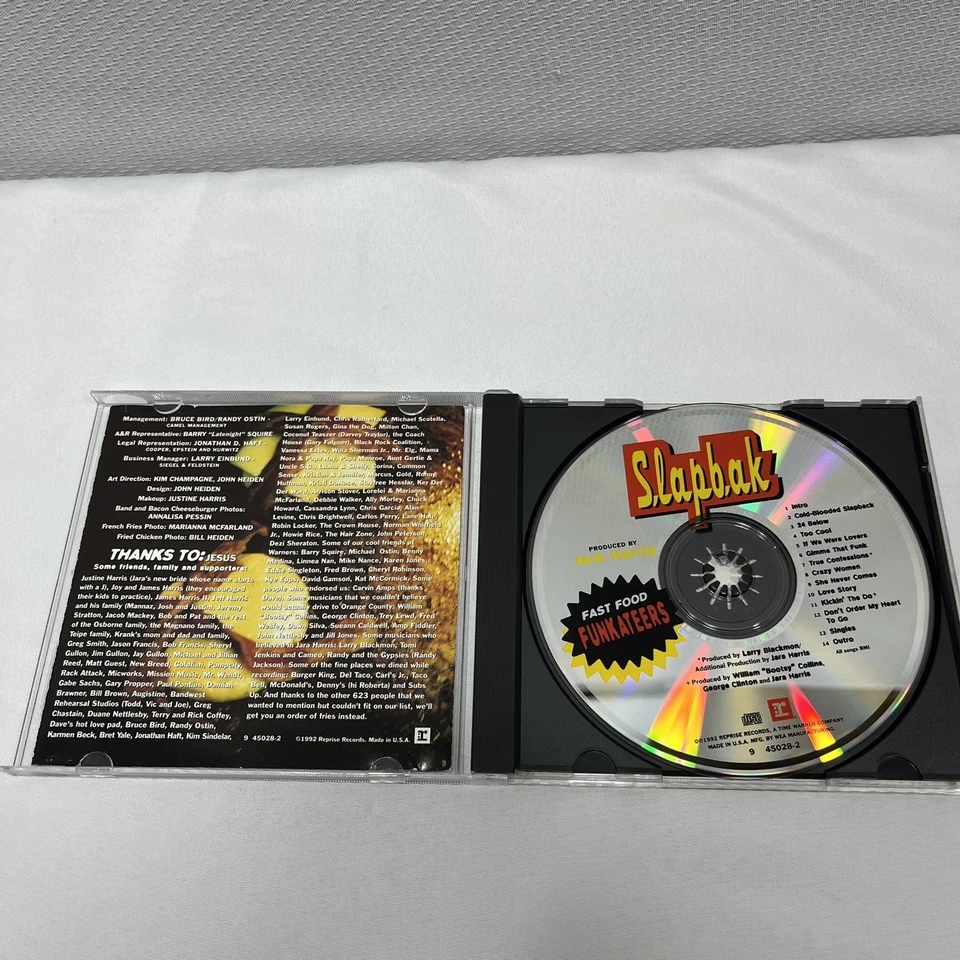 Management: BRUCE BIRD/RANDY OSTIN -
CAMEL MANAGEMENT
A&R Representative: BARRY "Latenight" SQUIRE
Legal Representation: JONATHAN D. HAFT -
COOPER, EPSTEIN AND HURWITZ
Business Manager: LARRY EINBUND -
SIEGEL & FELDSTEIN
Art Direction: KIM CHAMPAGNE, JOHN HEIDEN
Design: JOHN HEIDEN
Makeup: JUSTINE HARRIS
Band and Bacon Cheeseburger Photos:
ANNALISA PESSIN
French Fries Photo: MARIANNA MCFARLAND
Fried Chicken Photo: BILL HEIDEN
THANKS TO: JESUS
Some friends, family and supporters:
Justine Harris (Jara's new bride whose name starts
with a J), Joy and James Harris (they encouraged
their kids to practice), James Harris II, Jeff Harris
and his family (Mannaz, Josh and Justin), Jeremy
Stratton, Jacob Mackey, Bob and Pat and the rest
of the Osborne family, the Magnano family, the
Teipe family, Krank's mom and dad and family,
Greg Smith, Jason Francis, Bob Francis, Sheryl
Gullon, Jim Gullon, Jay Gullon, Michael and Jillian
Reed, Matt Guest, New Breed, Goldfish, Pumpcity,
Rack Attack, Micworks, Mission Music, Mr. Wendt,
Gabe Sachs, Gary Propper, Paul Pontius, Damian
Brawner, Bill Brown, Augistine, Bandwest
Rehearsal Studios (Todd, Vic and Joe), Greg
Chastain, Duane Nettlesby, Terry and Rick Coffey,
Dave's hot love pad, Bruce Bird, Randy Ostin,
Karmen Beck, Bret Yale, Jonathan Haft, Kim Sindelar,
Larry Einbund, Chris Rutherford, Michael Scotella,
Susan Rogers, Gina the Dog, Milton Chan,
Coconut Teaszer (Darvey Traylor), the Coach
House (Gary Folgner), Black Rock Coalition,
Vanessa Estes, Willa Sherman Jr., Mr. Elg, Mama
Nora & Papa Ray, Papa Monroe, Aunt Gertie &
Uncle S.G., Luana & Shelly Corina, Common
Sense, Kristian & Jennifer, Marcus, Gold, Ronny
Huffman, Kristi DaRose, Stayfree Hesslar, Ker Der
Der Ward, Allison Stover, Lorelei & Marianna
McFarland, Debbie Walker, Ally Morley, Chuck
Howard, Cassandra Lynn, Chris Garcia, Alan
Levine, Chris Brightwell, Carlos Perry, Lane Hale,
Robin Locker, The Crown House, Norman Whitfield
Jr., Howie Rice, The Hair Zone, John Peterson,
Dezi Sheraton. Some of our cool friends at
Warners: Barry Squire, Michael Ostin, Benny
Medina, Linnea Nan, Mike Nance, Karen Jones,
Eddie Singleton, Fred Brown, Cheryl Robinson,
Kye Epps, David Gamson, Kat McCormick. Some
people who endorsed us: Carvin Amps (thanks
Dave). Some musicians that we couldn't believe
would actually drive to Orange County: William
"Bootsy" Collins, George Clinton, Trey Lewd, Fred
Wesley, Dawn Silva, Sueann Caldwell, Amp Fiddler,
John Nettlesby and Jill Jones. Some musicians who
believed in Jara Harris: Larry Blackmon, Tomi
Jenkins and Cameo, Randy and the Gypsies (Randy
Jackson). Some of the fine places we dined while
recording: Burger King, Del Taco, Carl's Jr., Taco
Bell, McDonald's, Denny's (hi Roberta) and Subs
Up. And thanks to the other 623 people that we
wanted to mention but couldn't fit on our list, we'll
get you an order of fries instead.
9 45028-2
©1992 Reprise Records. Made in U.S.A.
r
Slapbak
PRODUCED BY
Jara Harris
FAST FOOD
FUNKATEERS
1 Intro
2 Cold-Blooded Slapback
3 24 Below
4 Too Cool
5 If We Were Lovers
6 Gimme That Funk
7 True Confessions*
8 Crazy Women
9 She Never Comes
10 Love Story
11 Kickin' The Do+
12 Don't Order My Heart
To Go
13 Singles
14 Outro
All songs BMI
*Produced by Larry Blackmon/
Additional Production by Jara Harris
+ Produced by William "Bootsy" Collins,
George Clinton and Jara Harris
COMPACT disc DIGITAL AUDIO
r
©1992 REPRISE RECORDS, A TIME WARNER COMPANY.
MADE IN U.S.A. MFG. BY WEA MANUFACTURING.
9 45028-2